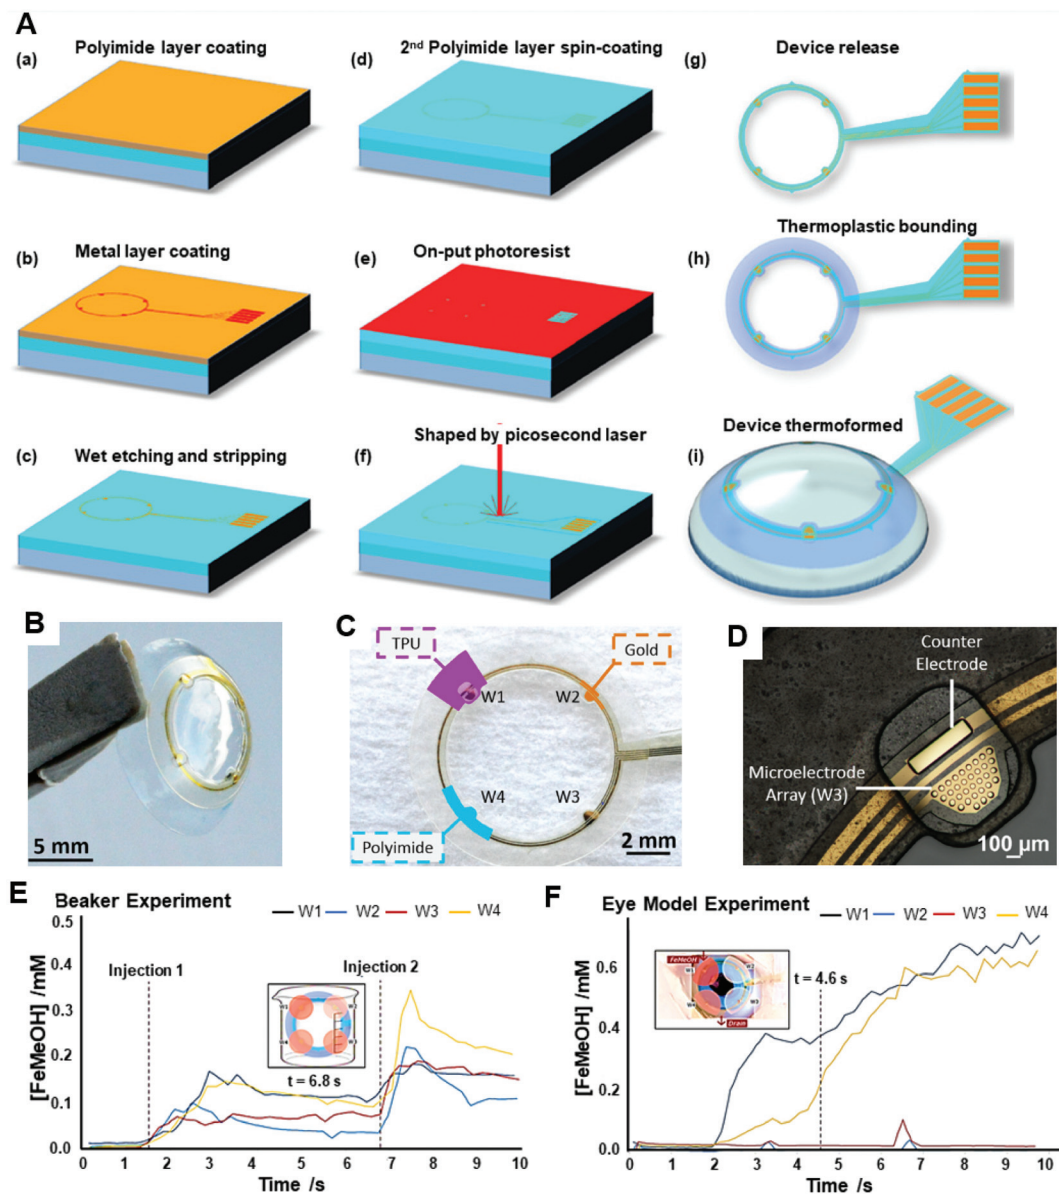 A
(a) Polyimide layer coating
(d) 2nd Polyimide layer spin-coating
(g) Device release
(b) Metal layer coating
(e) On-put photoresist
(h) Thermoplastic bounding
(c) Wet etching and stripping
(f) Shaped by picosecond laser
(i) Device thermoformed
B
5 mm
C
TPU
Gold
W1
W2
W4
W3
Polyimide
2 mm
D
Counter
Electrode
Microelectrode
Array (W3)
100 µm
E
Beaker Experiment
W1 W2 W3 W4
Injection 1
Injection 2
t = 6.8 s
[FeMeOH] /mM
0.5
0.4
0.3
0.2
0.1
0.0
0 1 2 3 4 5 6 7 8 9 10
Time /s
F
Eye Model Experiment
W1 W2 W3 W4
FeMeOH
W2
W4
W3
Drain
t = 4.6 s
[FeMeOH] /mM
0.6
0.4
0.2
0.0
0 1 2 3 4 5 6 7 8 9 10
Time /s